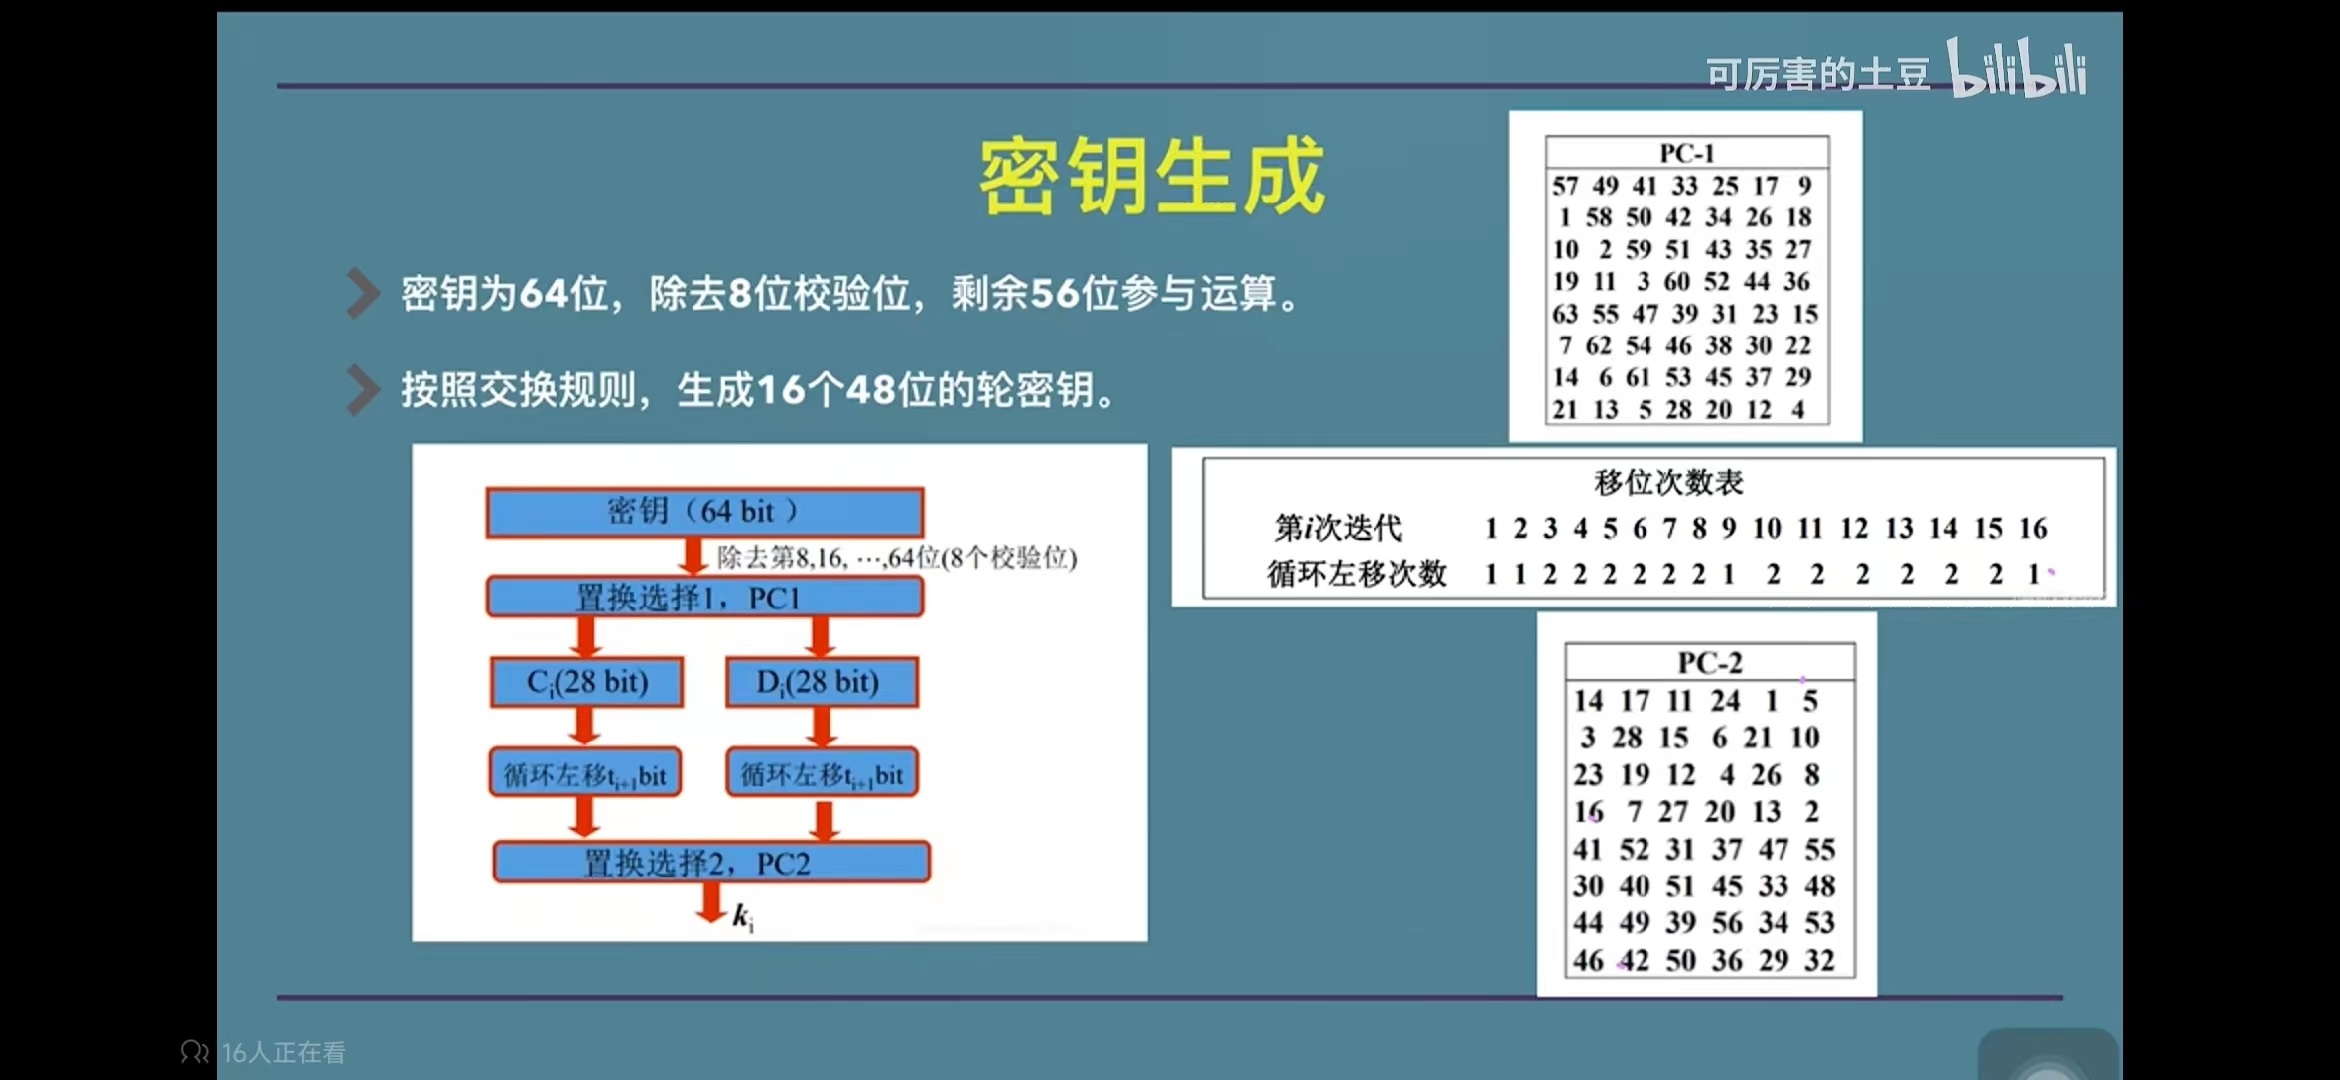 可厉害的土豆 bilibili
密钥生成
密钥为64位，除去8位校验位，剩余56位参与运算。
按照交换规则，生成16个48位的轮密钥。
密钥（64 bit ）
除去第8,16, ⋯,64位(8个校验位)
置换选择1，PC1
Ci(28 bit)
Di(28 bit)
循环左移ti+1bit
循环左移ti+1bit
置换选择2，PC2
ki
PC-1
57 49 41 33 25 17 9
1 58 50 42 34 26 18
10 2 59 51 43 35 27
19 11 3 60 52 44 36
63 55 47 39 31 23 15
7 62 54 46 38 30 22
14 6 61 53 45 37 29
21 13 5 28 20 12 4
移位次数表
第i次迭代 1 2 3 4 5 6 7 8 9 10 11 12 13 14 15 16
循环左移次数 1 1 2 2 2 2 2 2 1 2 2 2 2 2 2 1
PC-2
14 17 11 24 1 5
3 28 15 6 21 10
23 19 12 4 26 8
16 7 27 20 13 2
41 52 31 37 47 55
30 40 51 45 33 48
44 49 39 56 34 53
46 42 50 36 29 32
16人正在看